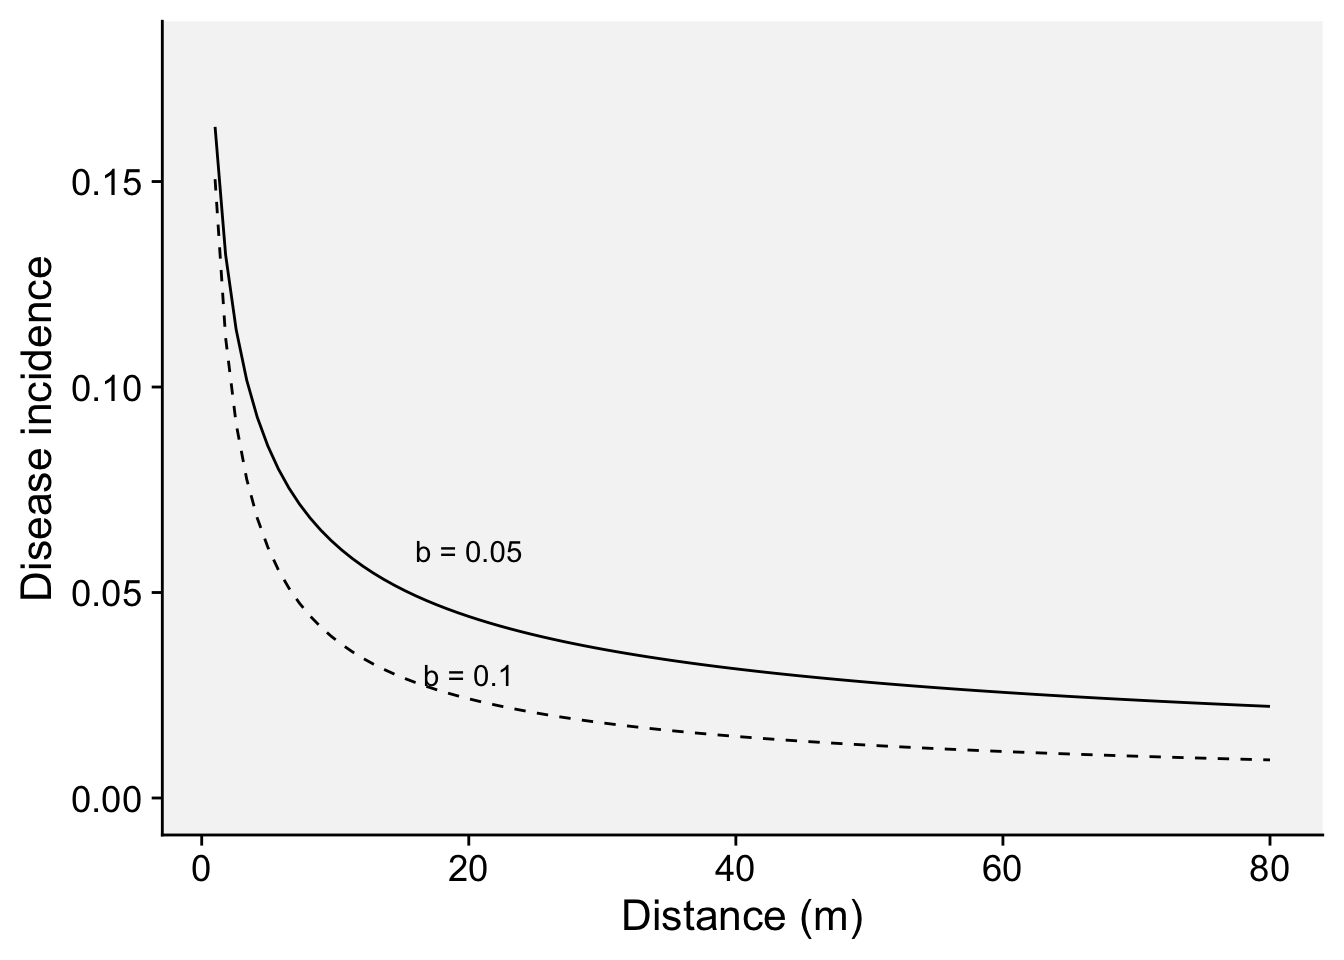 Disease incidence
0.15
0.10
0.05
0.00
b = 0.05
b = 0.1
0 20 40 60 80
Distance (m)